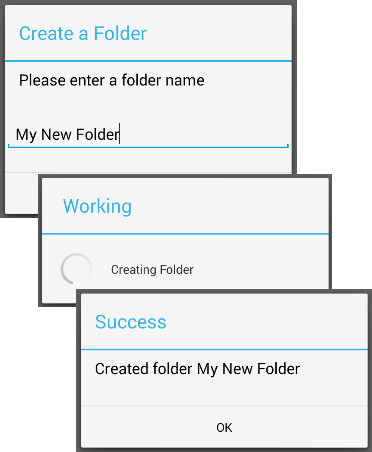 Create a Folder
Please enter a folder name
My New Folder
Working
Creating Folder
Success
Created folder My New Folder
OK